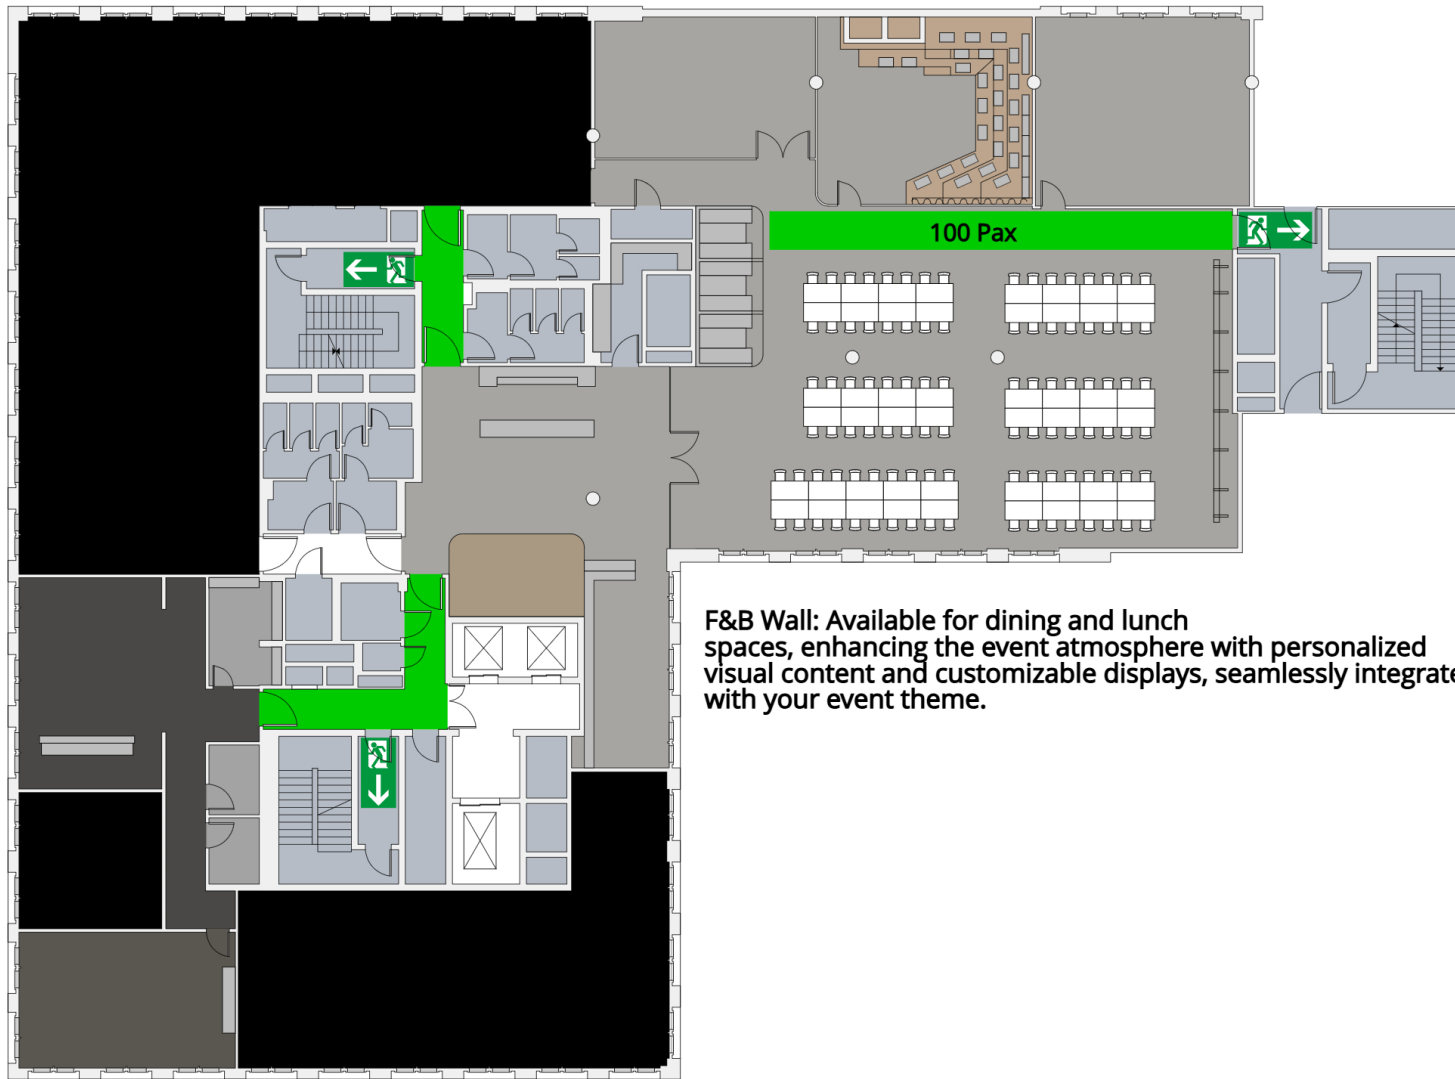 100 Pax
F&B Wall: Available for dining and lunch
spaces, enhancing the event atmosphere with personalized
visual content and customizable displays, seamlessly integrate
with your event theme.